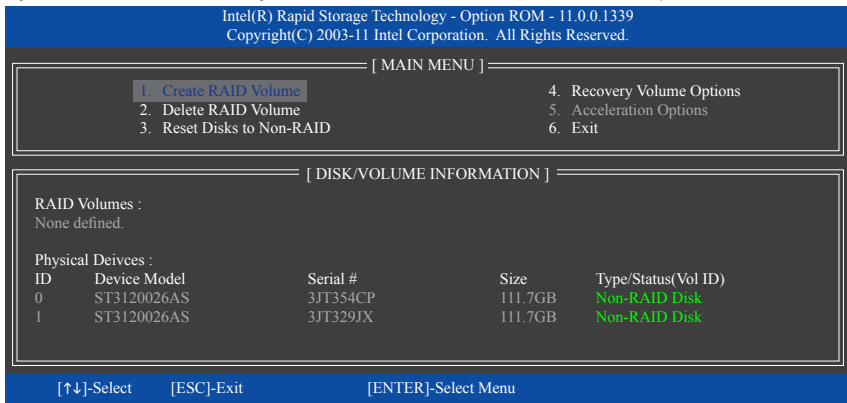 Intel(R) Rapid Storage Technology - Option ROM - 11.0.0.1339
Copyright(C) 2003-11 Intel Corporation. All Rights Reserved.
[ MAIN MENU ]
1. Create RAID Volume 4. Recovery Volume Options
2. Delete RAID Volume 5. Acceleration Options
3. Reset Disks to Non-RAID 6. Exit
[ DISK/VOLUME INFORMATION ]
RAID Volumes :
None defined.
Physical Deivces :
ID Device Model Serial # Size Type/Status(Vol ID)
0 ST3120026AS 3JT354CP 111.7GB Non-RAID Disk
1 ST3120026AS 3JT329JX 111.7GB Non-RAID Disk
[↑↓]-Select [ESC]-Exit [ENTER]-Select Menu